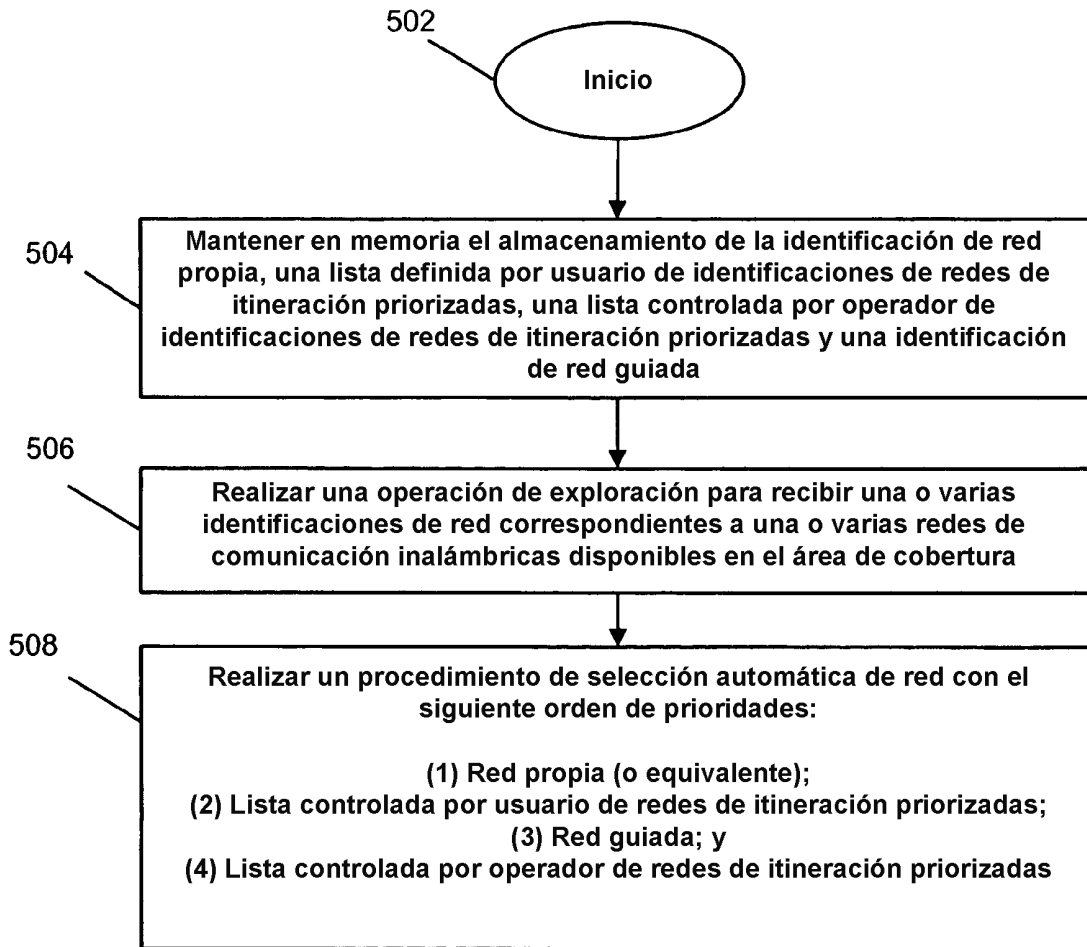 502
Inicio
504
Mantener en memoria el almacenamiento de la identificación de red
propia, una lista definida por usuario de identificaciones de redes de
itineración priorizadas, una lista controlada por operador de
identificaciones de redes de itineración priorizadas y una identificación
de red guiada
506
Realizar una operación de exploración para recibir una o varias
identificaciones de red correspondientes a una o varias redes de
comunicación inalámbricas disponibles en el área de cobertura
508
Realizar un procedimiento de selección automática de red con el
siguiente orden de prioridades:
(1) Red propia (o equivalente);
(2) Lista controlada por usuario de redes de itineración priorizadas;
(3) Red guiada; y
(4) Lista controlada por operador de redes de itineración priorizadas